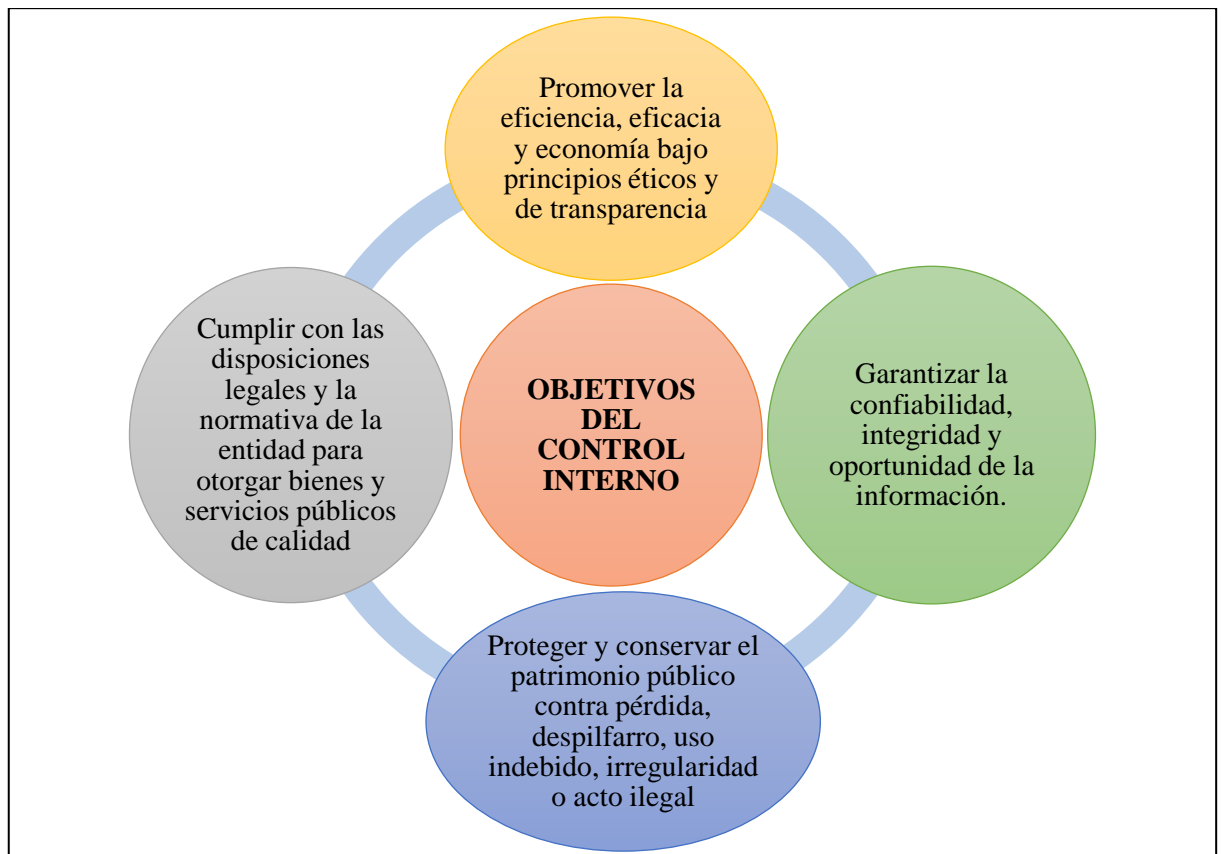 Promover la
eficiencia, eficacia
y economía bajo
principios éticos y
de transparencia
Cumplir con las
disposiciones
legales y la
normativa de la
entidad para
otorgar bienes y
servicios públicos
de calidad
OBJETIVOS
DEL
CONTROL
INTERNO
Garantizar la
confiabilidad,
integridad y
oportunidad de la
información.
Proteger y conservar el
patrimonio público
contra pérdida,
despilfarro, uso
indebido, irregularidad
o acto ilegal